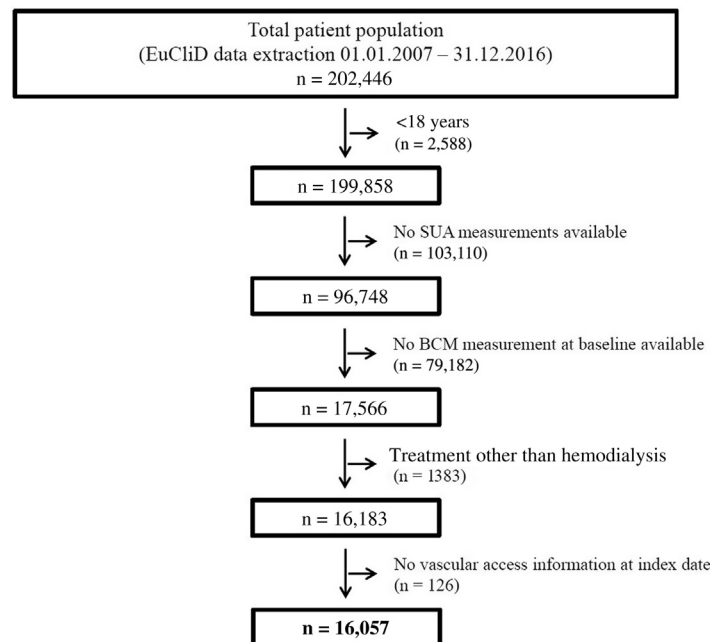 Total patient population
(EuCliD data extraction 01.01.2007 – 31.12.2016)
n = 202,446
<18 years
(n = 2,588)
n = 199,858
No SUA measurements available
(n = 103,110)
n = 96,748
No BCM measurement at baseline available
(n = 79,182)
n = 17,566
Treatment other than hemodialysis
(n = 1383)
n = 16,183
No vascular access information at index date
(n = 126)
n = 16,057